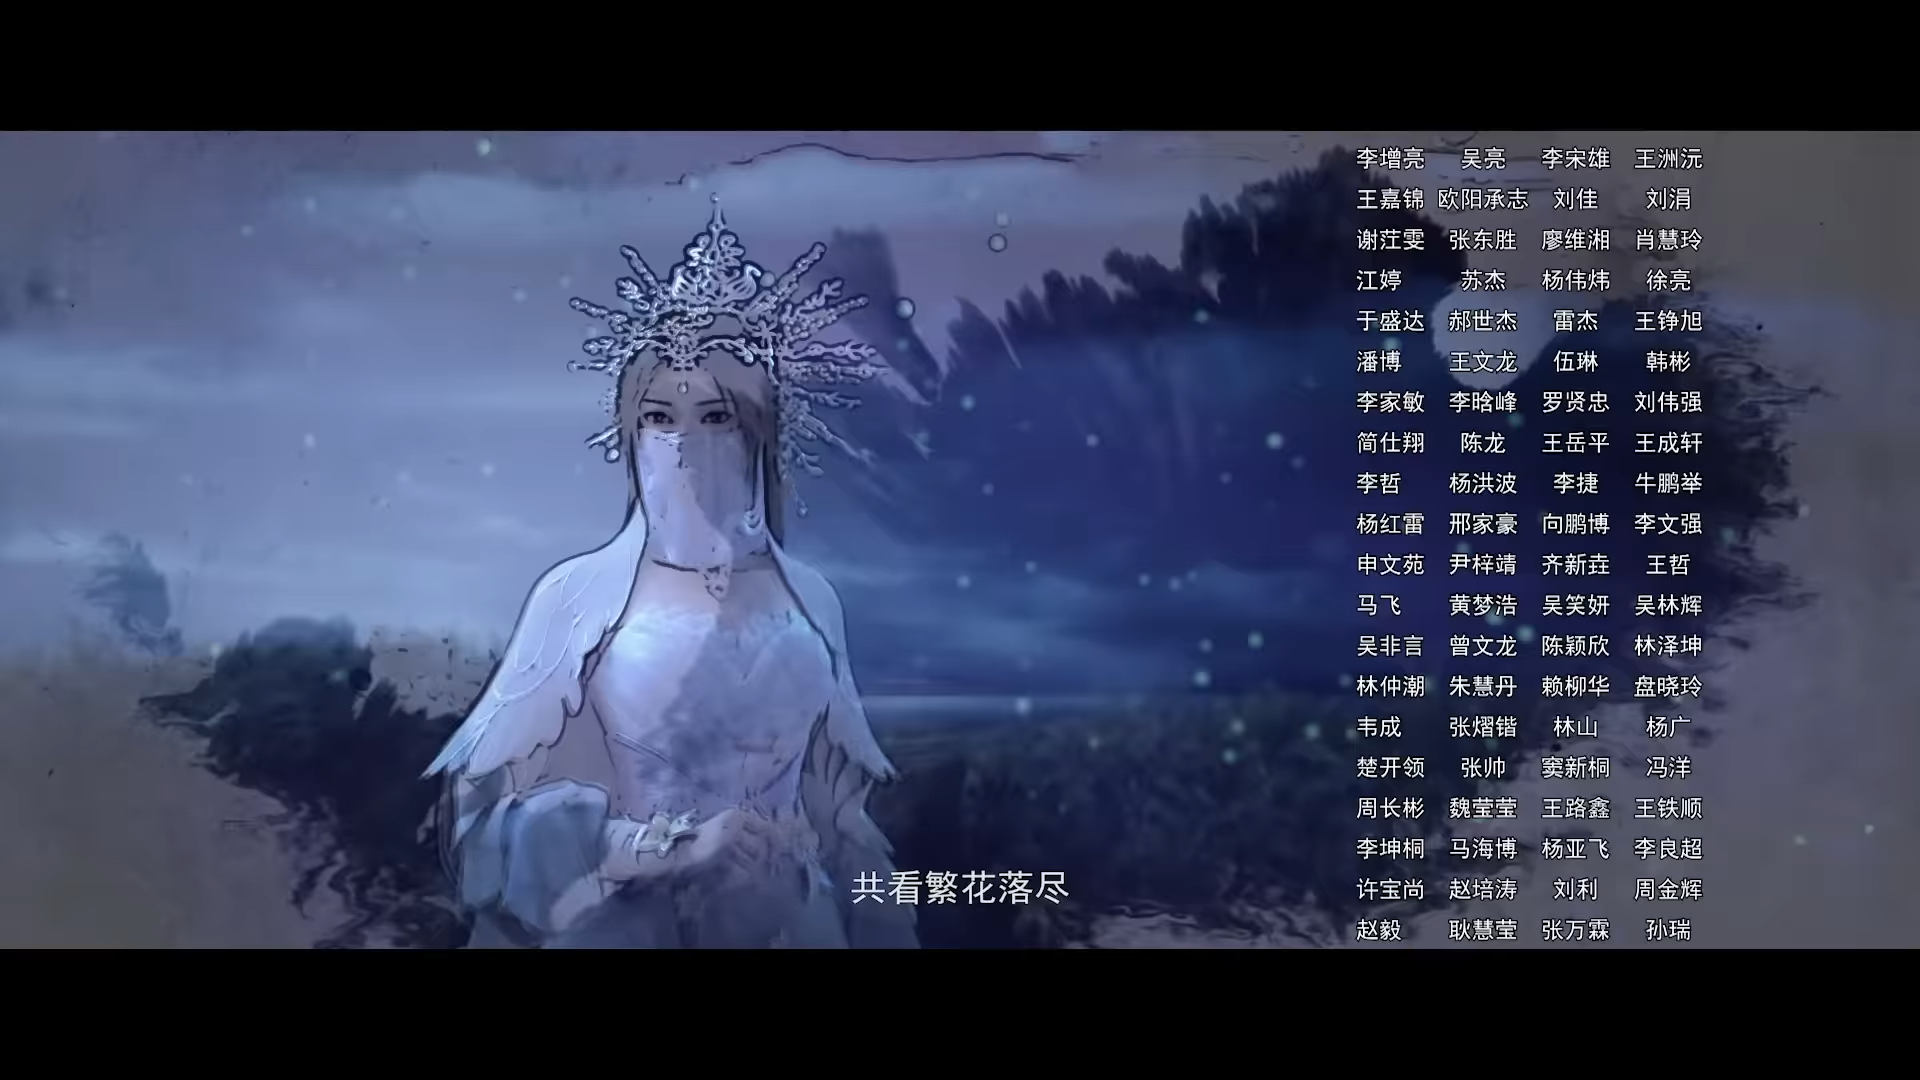 李增亮 吴亮 李宋雄 王洲沅
王嘉锦 欧阳承志 刘佳 刘涓
谢茳雯 张东胜 廖维湘 肖慧玲
江婷 苏杰 杨伟炜 徐亮
于盛达 郝世杰 雷杰 王铮旭
潘博 王文龙 伍琳 韩彬
李家敏 李晗峰 罗贤忠 刘伟强
简仕翔 陈龙 王岳平 王成轩
李哲 杨洪波 李捷 牛鹏举
杨红雷 邢家豪 向鹏博 李文强
申文苑 尹梓靖 齐新垚 王哲
马飞 黄梦浩 吴笑妍 吴林辉
吴非言 曾文龙 陈颖欣 林泽坤
林仲潮 朱慧丹 赖柳华 盘晓玲
韦成 张熠锴 林山 杨广
楚开领 张帅 窦新桐 冯洋
周长彬 魏莹莹 王路鑫 王铁顺
李坤桐 马海博 杨亚飞 李良超
许宝尚 赵培涛 刘利 周金辉
赵毅 耿慧莹 张万霖 孙瑞
共看繁花落尽